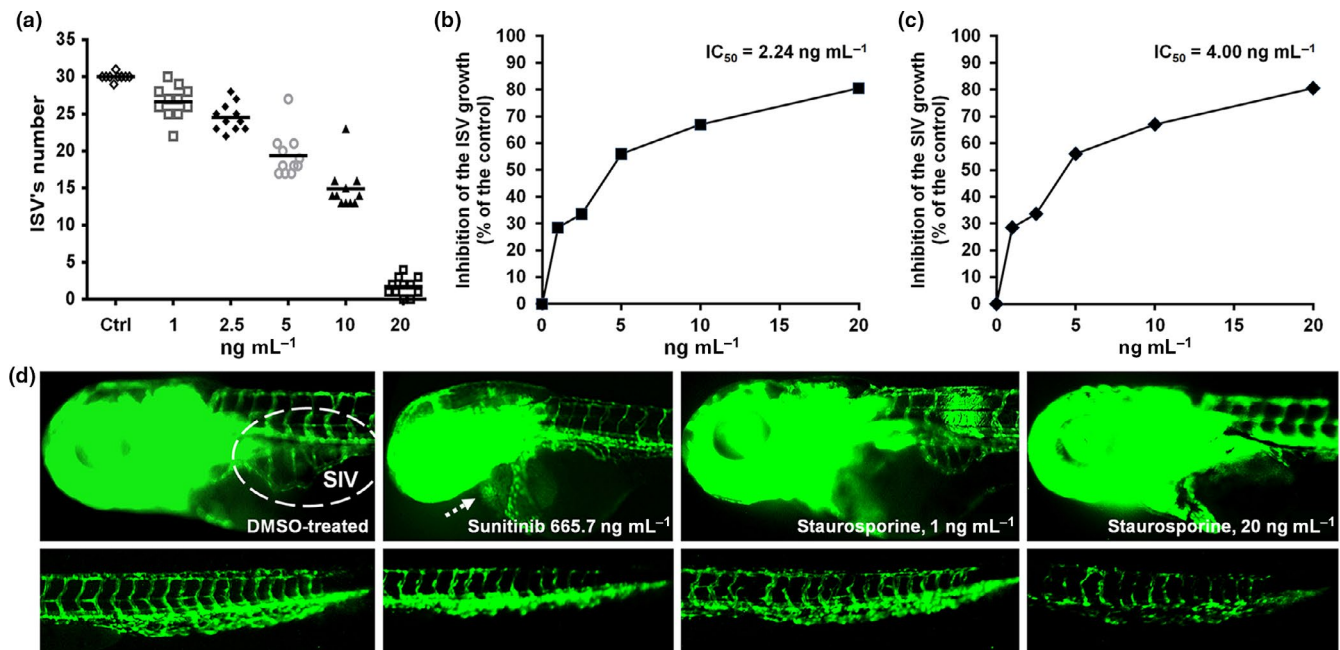 (a)
ISV's number
35
30
25
20
15
10
5
0
Ctrl 1 2.5 5 10 20
ng mL⁻¹
(b)
Inhibition of the ISV growth
(% of the control)
100
90
80
70
60
50
40
30
20
10
0
IC₅₀ = 2.24 ng mL⁻¹
0 5 10 15 20
ng mL⁻¹
(c)
Inhibition of the SIV growth
(% of the control)
100
90
80
70
60
50
40
30
20
10
0
IC₅₀ = 4.00 ng mL⁻¹
0 5 10 15 20
ng mL⁻¹
(d)
SIV
DMSO-treated
Sunitinib 665.7 ng mL⁻¹
Staurosporine, 1 ng mL⁻¹
Staurosporine, 20 ng mL⁻¹